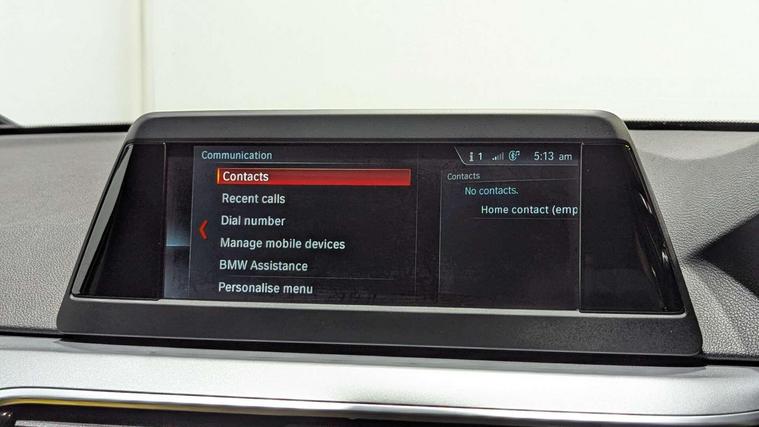 Communication
1 5:13 am
Contacts
Recent calls
Dial number
Manage mobile devices
BMW Assistance
Personalise menu
Contacts
No contacts.
Home contact (emp